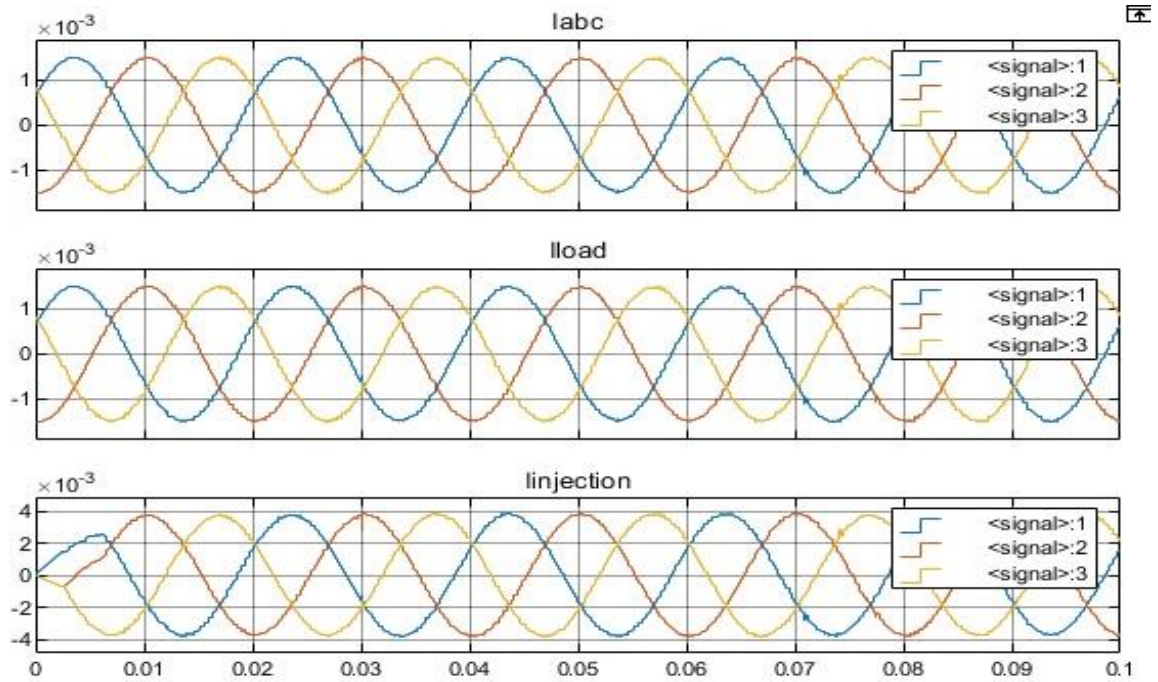 ×10⁻³
Iabc
1
0
-1
<signal>:1
<signal>:2
<signal>:3
×10⁻³
Iload
1
0
-1
<signal>:1
<signal>:2
<signal>:3
×10⁻³
Iinjection
4
2
0
-2
-4
<signal>:1
<signal>:2
<signal>:3
0 0.01 0.02 0.03 0.04 0.05 0.06 0.07 0.08 0.09 0.1